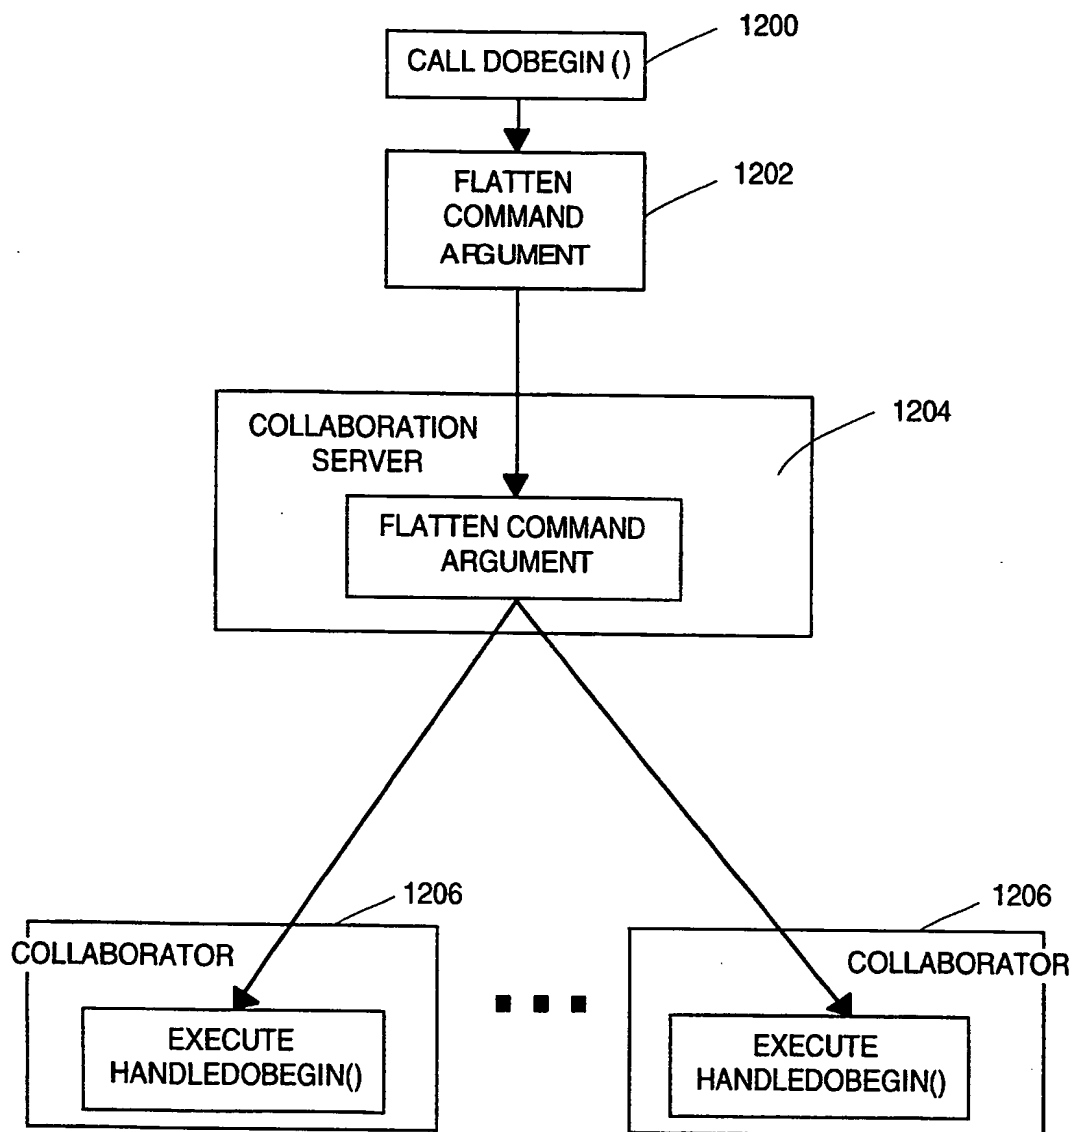 1200
CALL DOBEGIN ()
1202
FLATTEN
COMMAND
ARGUMENT
1204
COLLABORATION
SERVER
FLATTEN COMMAND
ARGUMENT
1206
1206
COLLABORATOR
COLLABORATOR
EXECUTE
HANDLEDOBEGIN()
EXECUTE
HANDLEDOBEGIN()